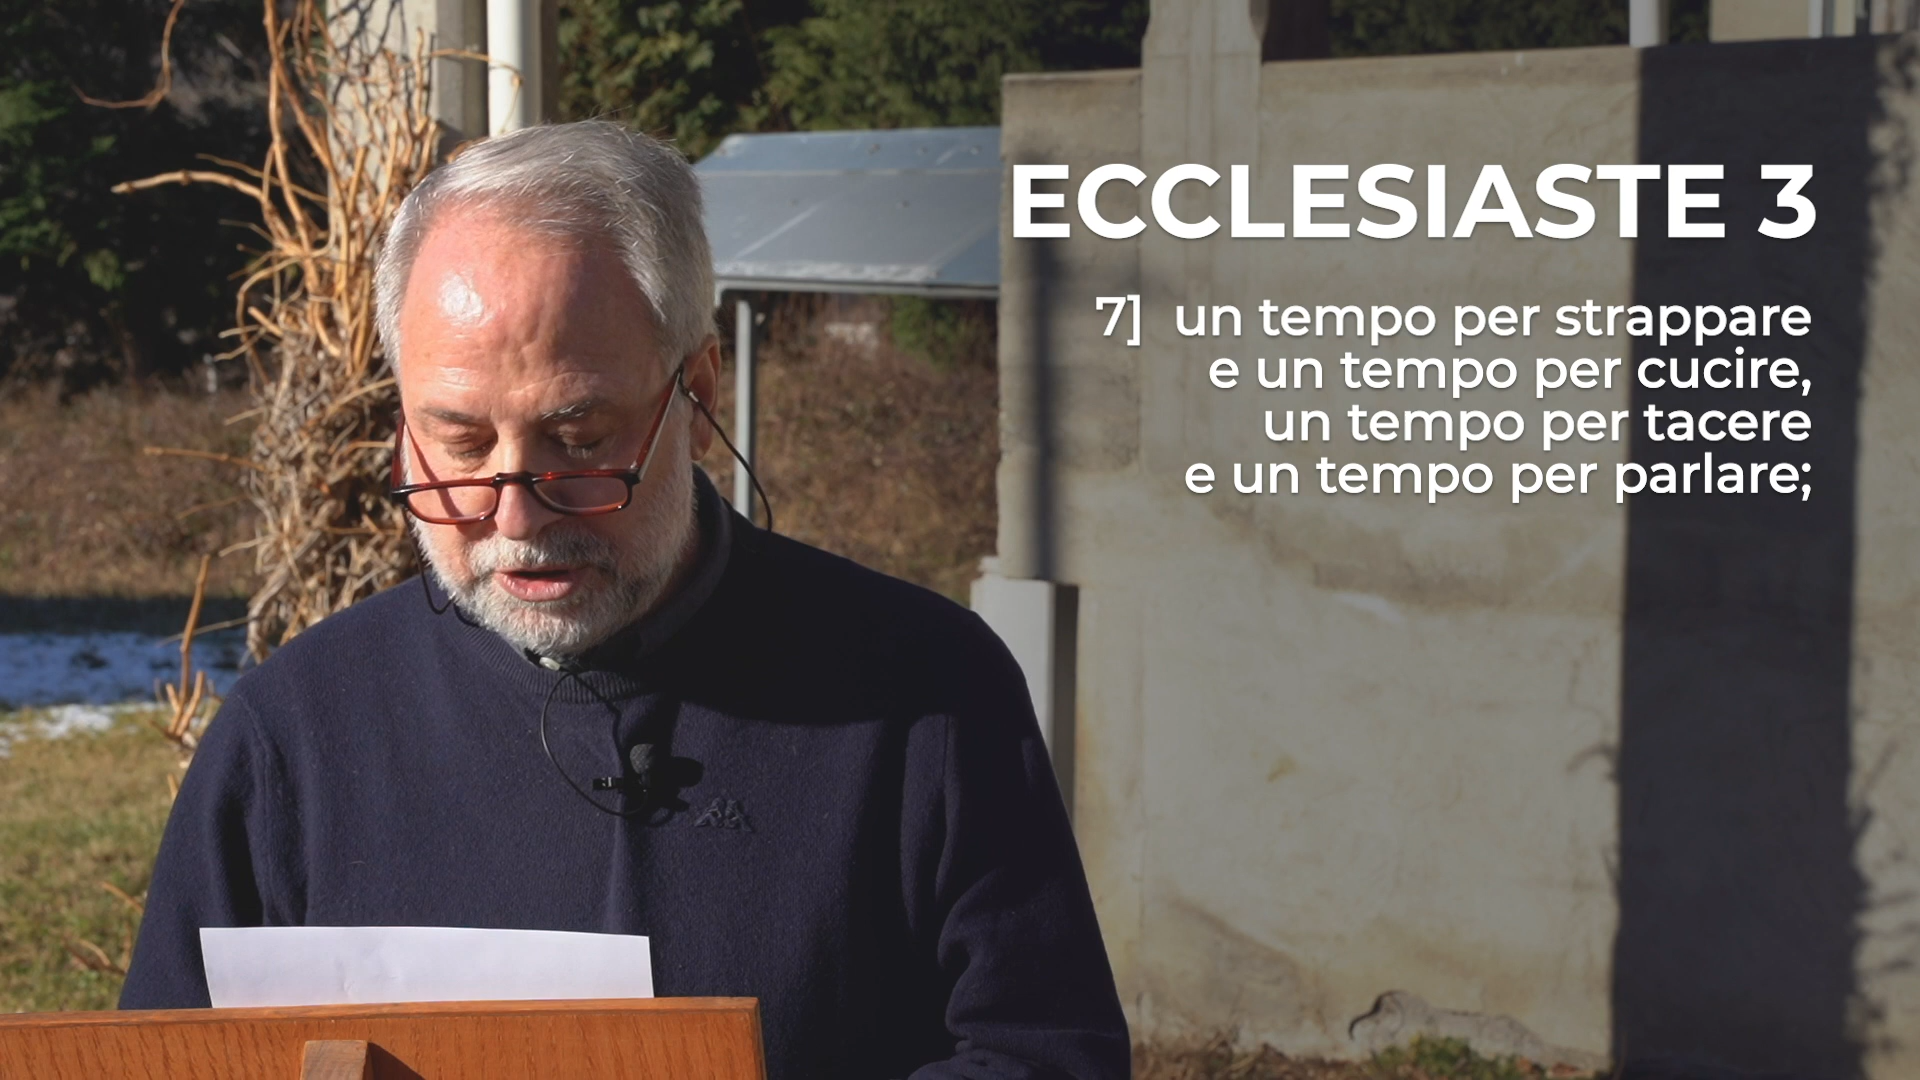 ECCLESIASTE 3
7] un tempo per strappare
e un tempo per cucire,
un tempo per tacere
e un tempo per parlare;